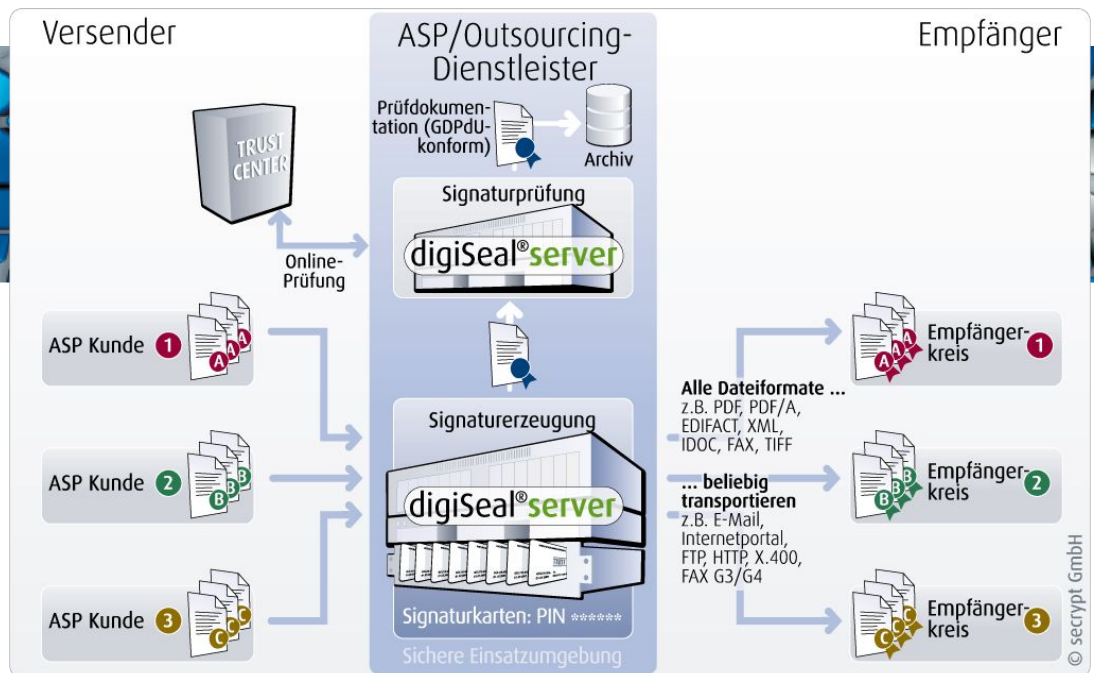 Versender
ASP/Outsourcing-
Dienstleister
Empfänger
TRUST
CENTER
Prüfdokumen-
tation (GDPdU-
konform)
Archiv
Signaturprüfung
digiSeal®server
Online-
Prüfung
ASP Kunde 1
A A A
Alle Dateiformate ...
z.B. PDF, PDF/A,
EDIFACT, XML,
IDOC, FAX, TIFF
A A A
Empfänger-
kreis 1
ASP Kunde 2
B B B
Signaturerzeugung
digiSeal®server
Signaturkarten: PIN ******
Sichere Einsatzumgebung
... beliebig
transportieren
z.B. E-Mail,
Internetportal,
FTP, HTTP, X.400,
FAX G3/G4
B B B
Empfänger-
kreis 2
ASP Kunde 3
C C C
C C C
Empfänger-
kreis 3
© secrypt GmbH